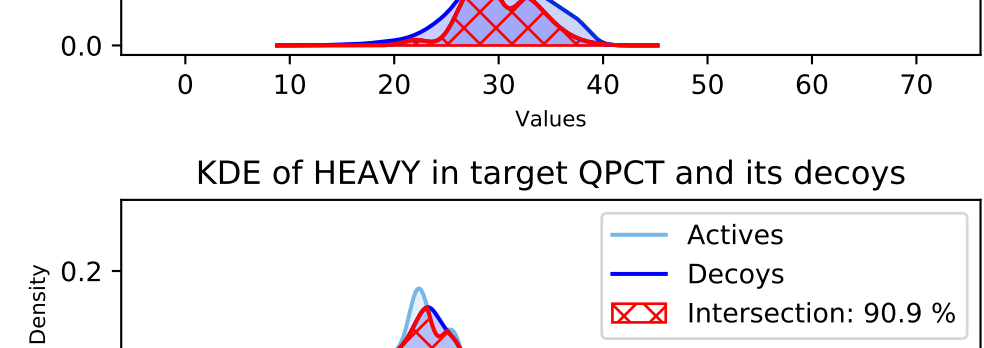 0.0
0 10 20 30 40 50 60 70
Values
KDE of HEAVY in target QPCT and its decoys
Density
0.2
Actives
Decoys
Intersection: 90.9 %